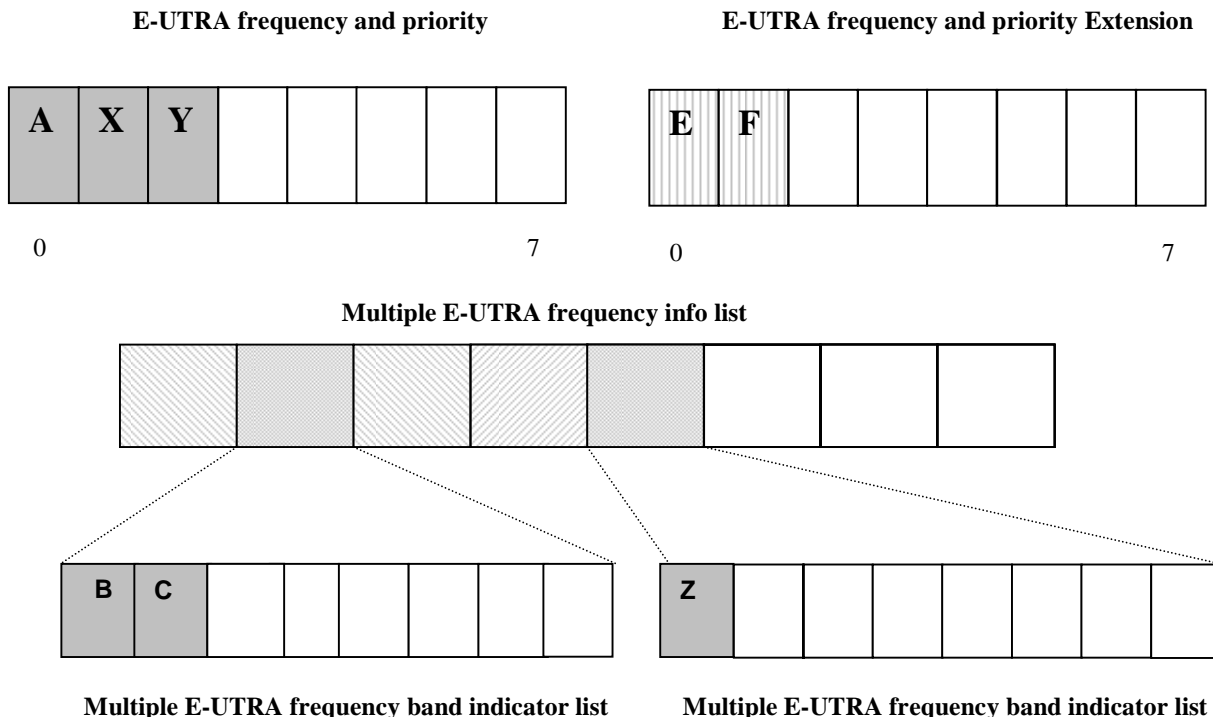 E-UTRA frequency and priority
E-UTRA frequency and priority Extension
A X Y
E F
0 7
0 7
Multiple E-UTRA frequency info list
B C
Z
Multiple E-UTRA frequency band indicator list
Multiple E-UTRA frequency band indicator list